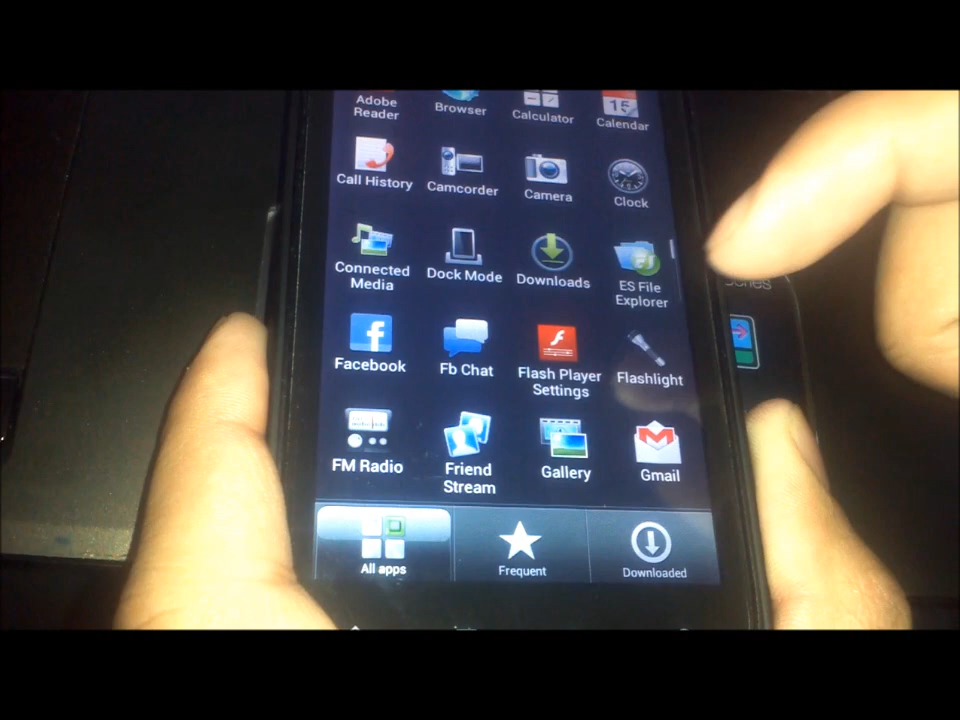 Adobe
Reader
Browser
Calculator
15
Calendar
Call History
Camcorder
Camera
Clock
Connected
Media
Dock Mode
Downloads
ES File
Explorer
Facebook
Fb Chat
Flash Player
Settings
Flashlight
FM Radio
Friend
Stream
Gallery
Gmail
All apps
Frequent
Downloaded